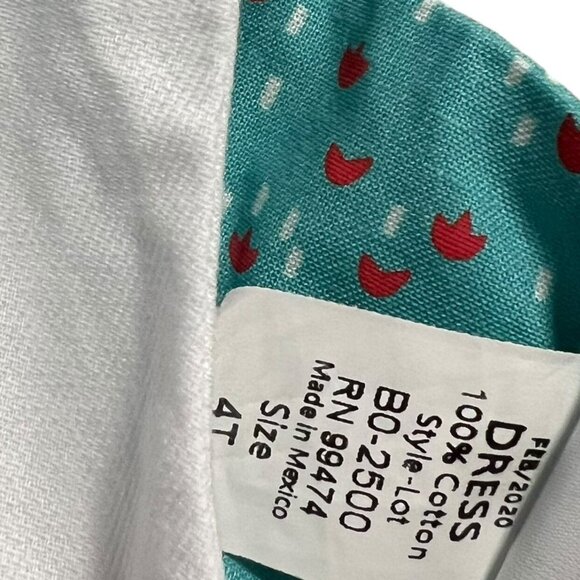 FEB/2020
DRESS
100% Cotton
Style-Lot
B0-2500
RN 99474
Made in Mexico
Size
4T